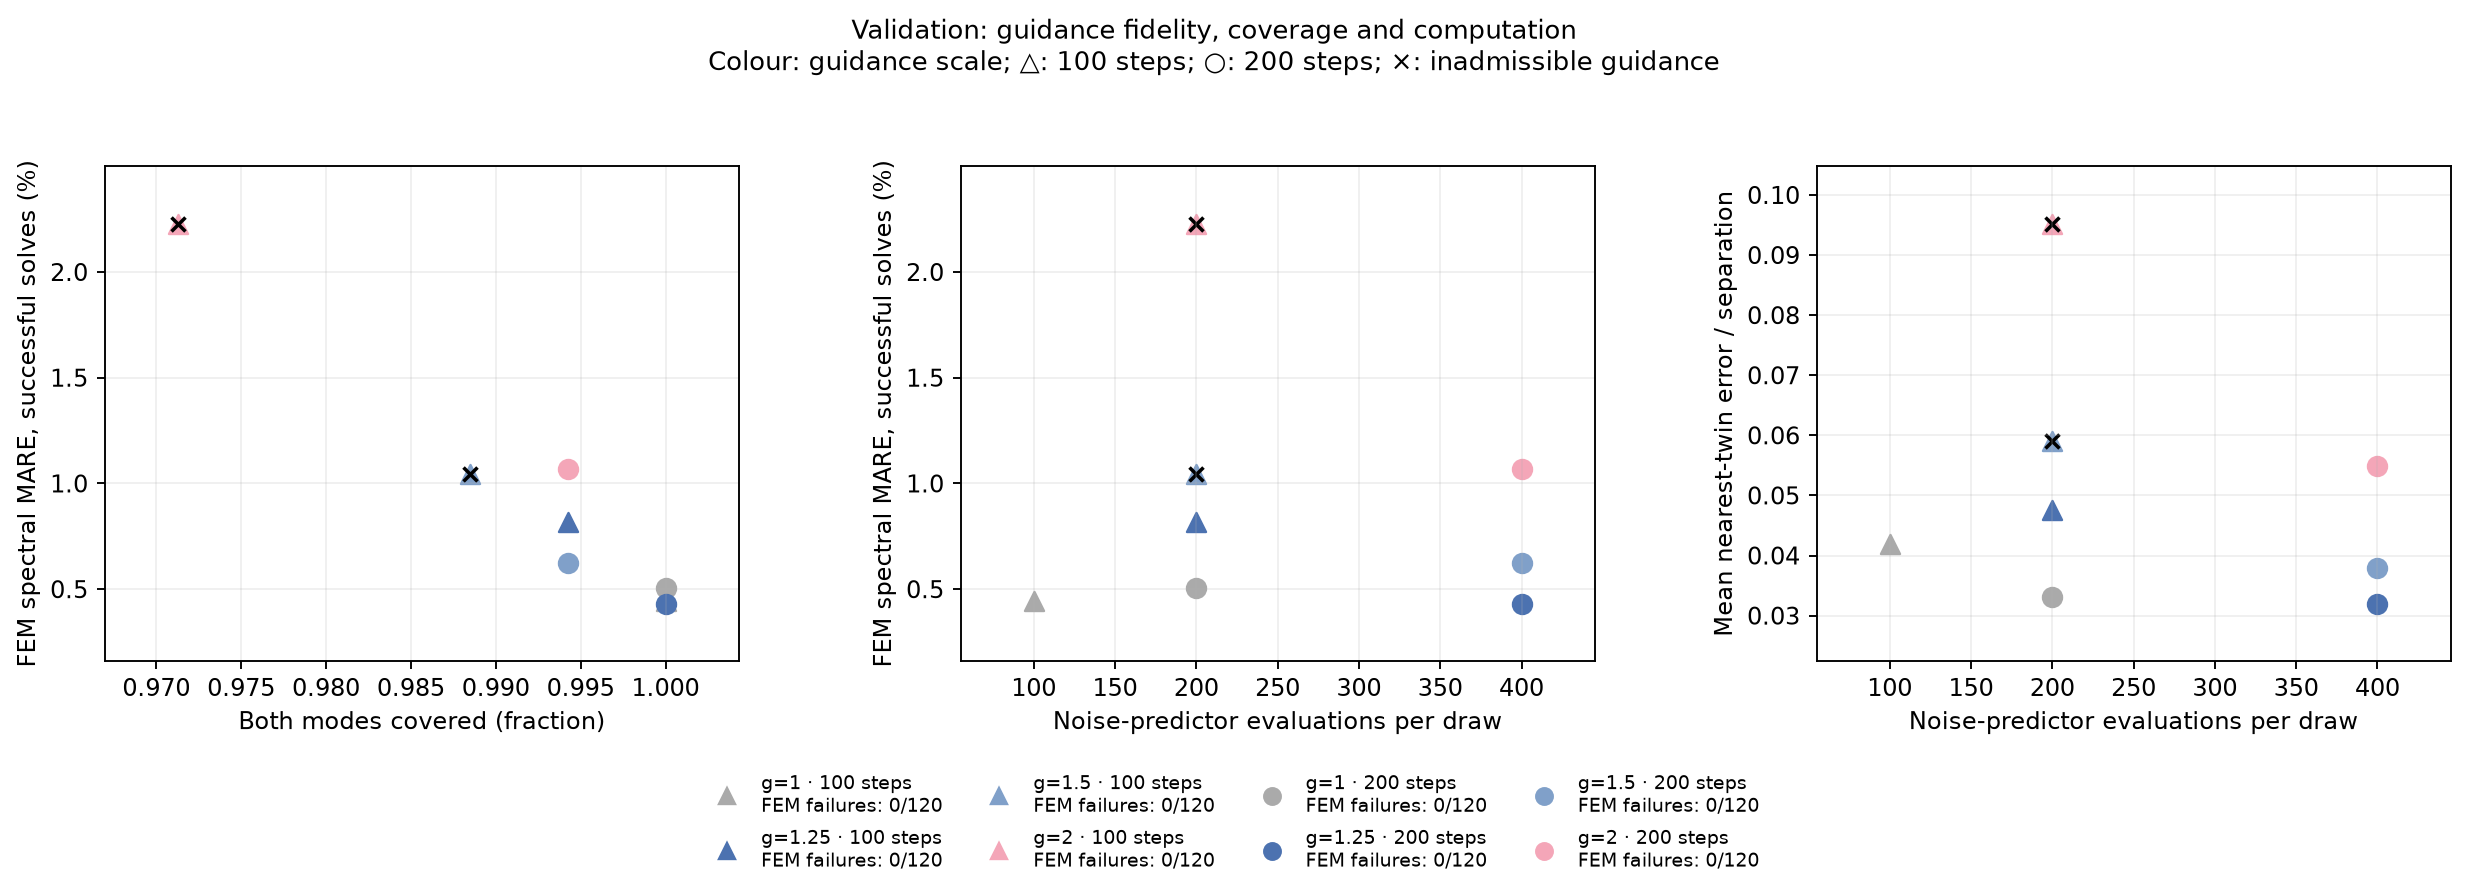 Validation: guidance fidelity, coverage and computation
Colour: guidance scale; △: 100 steps; ○: 200 steps; ×: inadmissible guidance
FEM spectral MARE, successful solves (%)
2.0
1.5
1.0
0.5
0.970 0.975 0.980 0.985 0.990 0.995 1.000
Both modes covered (fraction)
FEM spectral MARE, successful solves (%)
2.0
1.5
1.0
0.5
100 150 200 250 300 350 400
Noise-predictor evaluations per draw
Mean nearest-twin error / separation
0.10
0.09
0.08
0.07
0.06
0.05
0.04
0.03
100 150 200 250 300 350 400
Noise-predictor evaluations per draw
g=1 · 100 steps
FEM failures: 0/120
g=1.25 · 100 steps
FEM failures: 0/120
g=1.5 · 100 steps
FEM failures: 0/120
g=2 · 100 steps
FEM failures: 0/120
g=1 · 200 steps
FEM failures: 0/120
g=1.25 · 200 steps
FEM failures: 0/120
g=1.5 · 200 steps
FEM failures: 0/120
g=2 · 200 steps
FEM failures: 0/120